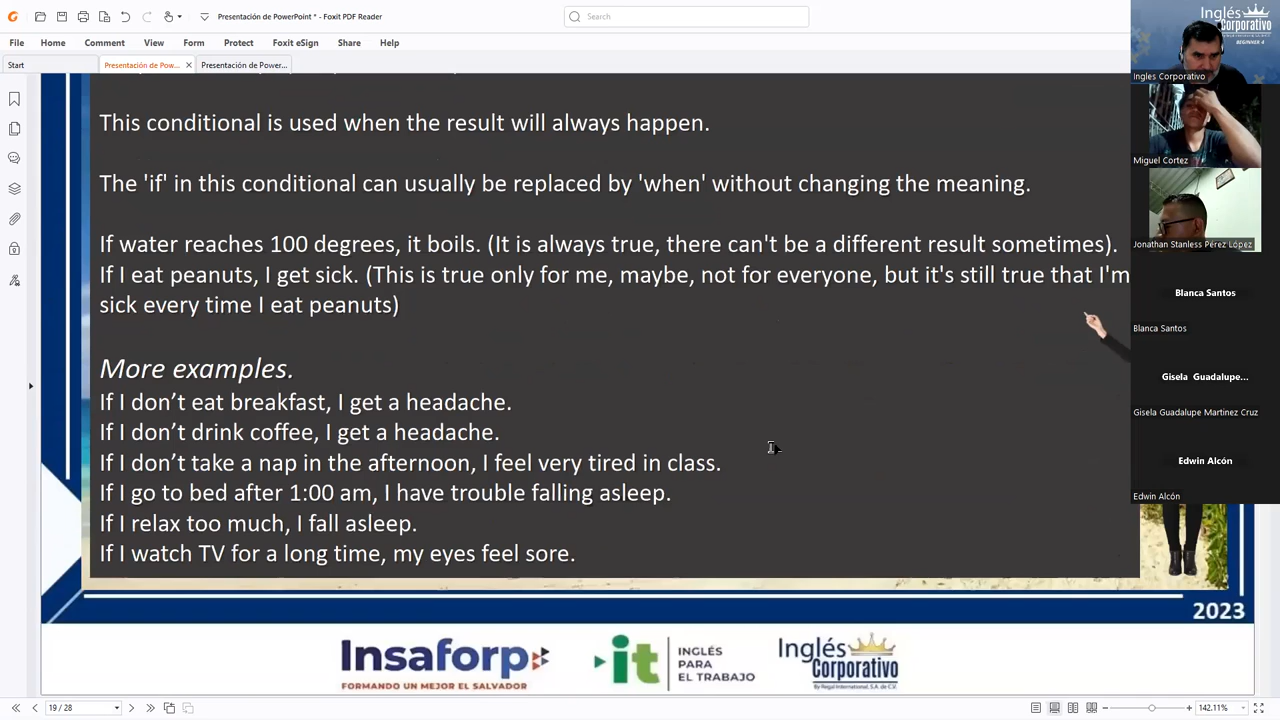 Presentación de PowerPoint * - Foxit PDF Reader
Search
File Home Comment View Form Protect Foxit eSign Share Help
Start
Presentación de Pow...
Presentación de Power...
This conditional is used when the result will always happen.
The 'if' in this conditional can usually be replaced by 'when' without changing the meaning.
If water reaches 100 degrees, it boils. (It is always true, there can't be a different result sometimes).
If I eat peanuts, I get sick. (This is true only for me, maybe, not for everyone, but it's still true that I'm
sick every time I eat peanuts)
More examples.
If I don’t eat breakfast, I get a headache.
If I don’t drink coffee, I get a headache.
If I don’t take a nap in the afternoon, I feel very tired in class.
If I go to bed after 1:00 am, I have trouble falling asleep.
If I relax too much, I fall asleep.
If I watch TV for a long time, my eyes feel sore.
2023
Insaforp
FORMANDO UN MEJOR EL SALVADOR
it
INGLÉS
PARA
EL TRABAJO
Inglés
Corporativo
By Regal International, S.A. de C.V.
19 / 28
142.11%
Inglés
Corporativo
BEGINNER 4
Ingles Corporativo
Miguel Cortez
Jonathan Stanless Pérez López
Blanca Santos
Blanca Santos
Gisela Guadalupe...
Gisela Guadalupe Martinez Cruz
Edwin Alcón
Edwin Alcón